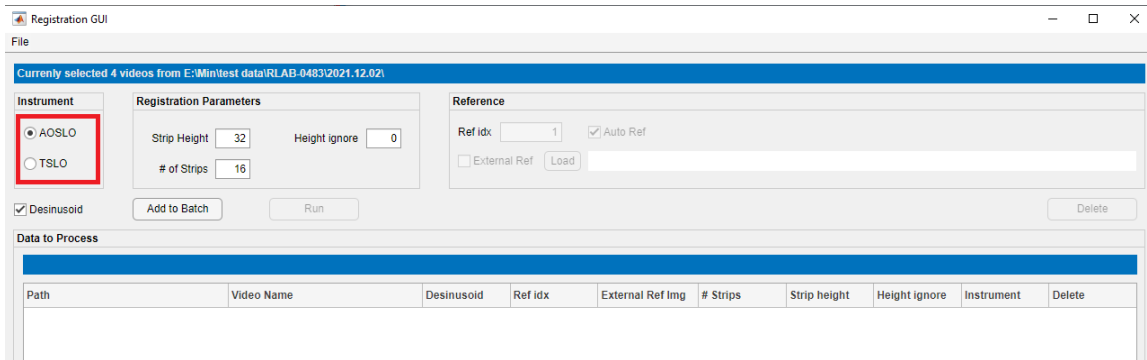 Registration GUI
File
Currenly selected 4 videos from E:\Min\test data\RLAB-0483\2021.12.02\
Instrument
AOSLO
TSLO
Registration Parameters
Strip Height 32 Height ignore 0
# of Strips 16
Reference
Ref idx 1 Auto Ref
External Ref Load
Desinusoid Add to Batch Run Delete
Data to Process
Path Video Name Desinusoid Ref idx External Ref Img # Strips Strip height Height ignore Instrument Delete